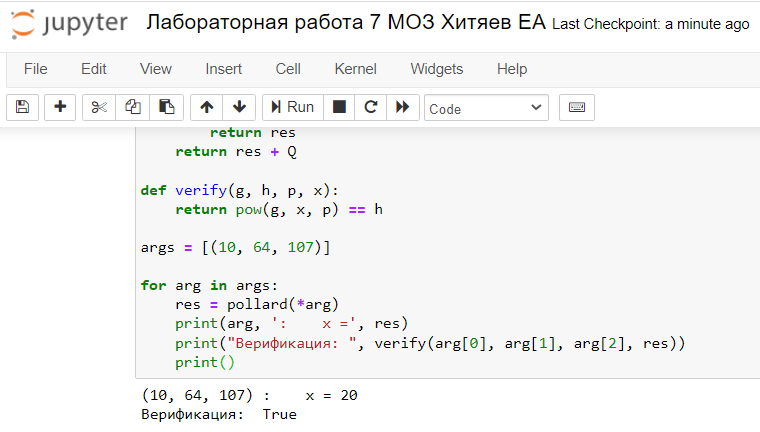 jupyter Лабораторная работа 7 МОЗ Хитяев ЕА Last Checkpoint: a minute ago
File Edit View Insert Cell Kernel Widgets Help
Run Code
return res
return res + Q
def verify(g, h, p, x):
return pow(g, x, p) == h
args = [(10, 64, 107)]
for arg in args:
res = pollard(*arg)
print(arg, ':    x =', res)
print("Верификация: ", verify(arg[0], arg[1], arg[2], res))
print()
(10, 64, 107) :    x = 20
Верификация:  True